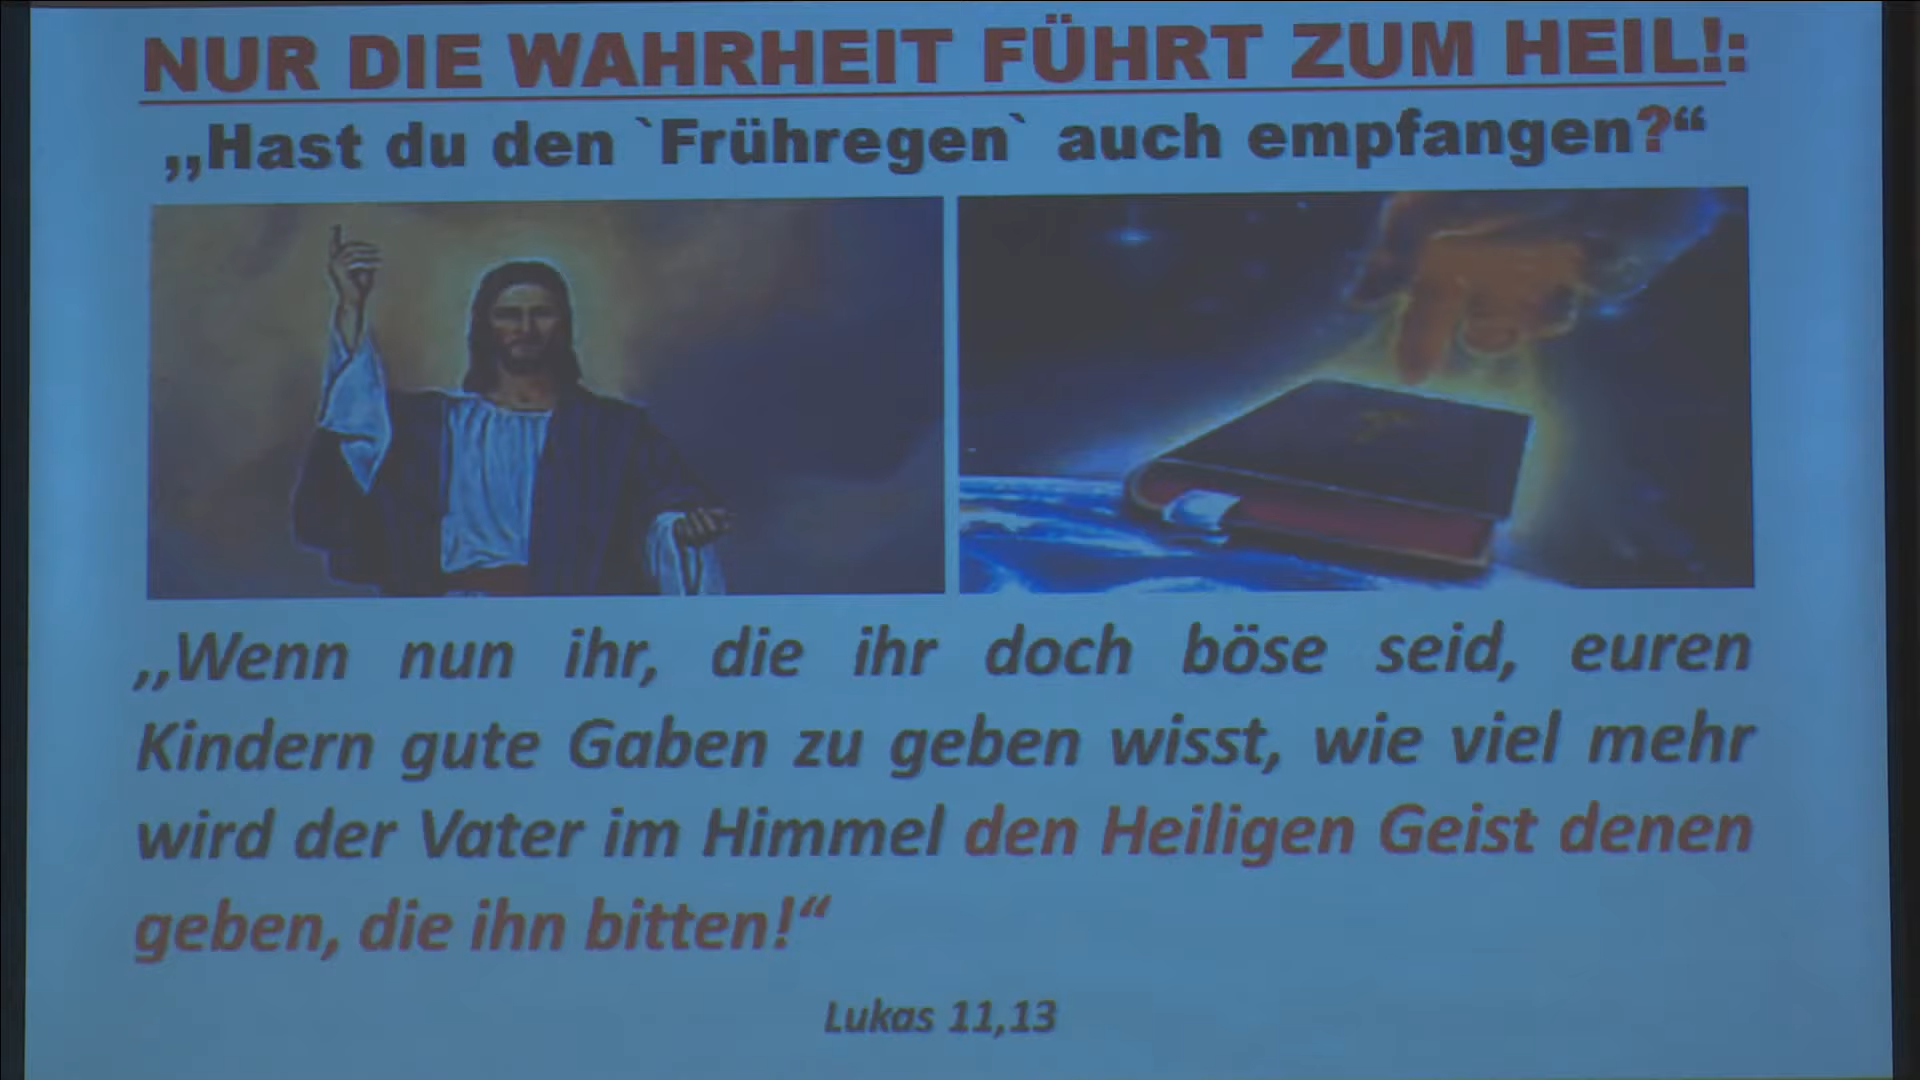 NUR DIE WAHRHEIT FÜHRT ZUM HEIL!:
,,Hast du den `Frühregen` auch empfangen?“
,,Wenn nun ihr, die ihr doch böse seid, euren
Kindern gute Gaben zu geben wisst, wie viel mehr
wird der Vater im Himmel den Heiligen Geist denen
geben, die ihn bitten!“
Lukas 11,13